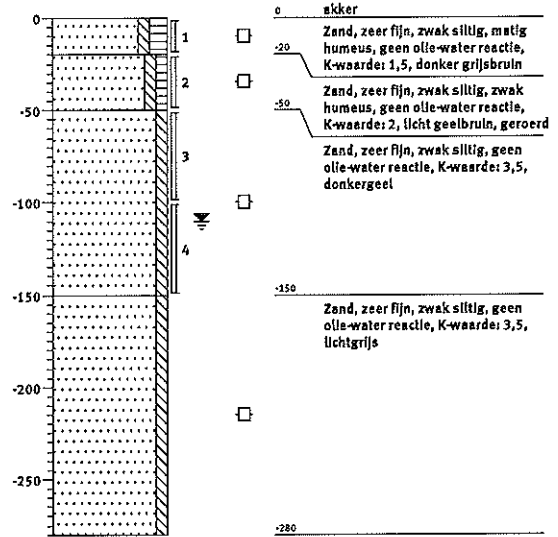 0
-50
-100
-150
-200
-250
1
2
3
4
0 akker
Zand, zeer fijn, zwak siltig, matig
humeus, geen olie-water reactie,
K-waarde: 1,5, donker grijsbruin
-20
Zand, zeer fijn, zwak siltig, zwak
humeus, geen olie-water reactie,
K-waarde: 2, licht geelbruin, geroerd
-50
Zand, zeer fijn, zwak siltig, geen
olie-water reactie, K-waarde: 3,5,
donkergeel
-150
Zand, zeer fijn, zwak siltig, geen
olie-water reactie, K-waarde: 3,5,
lichtgrijs
-280